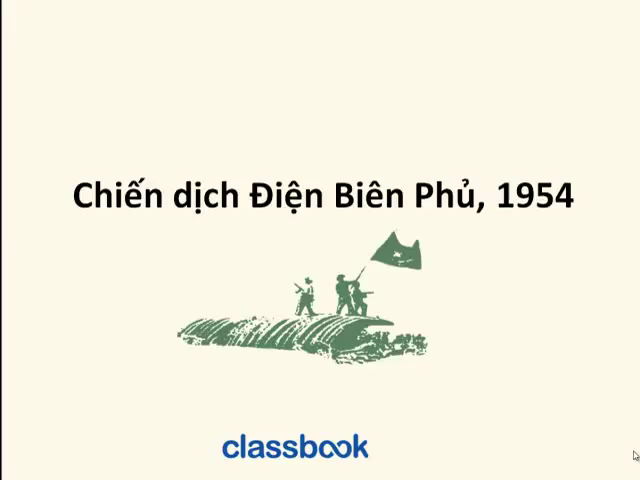 Chiến dịch Điện Biên Phủ, 1954
classbook